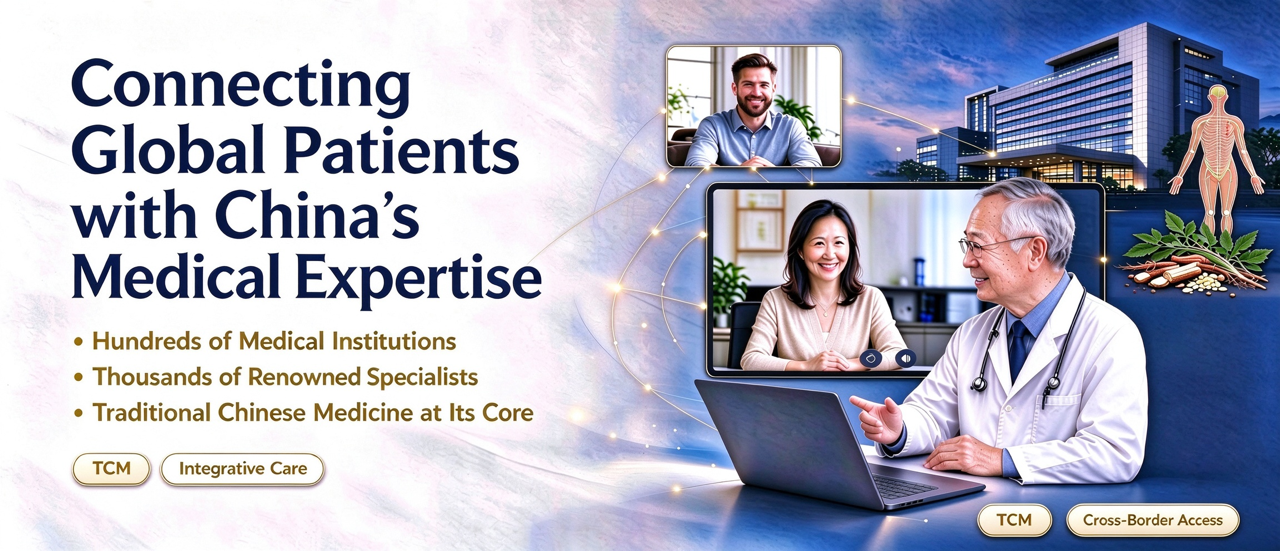 Connecting
Global Patients
with China’s
Medical Expertise
• Hundreds of Medical Institutions
• Thousands of Renowned Specialists
• Traditional Chinese Medicine at Its Core
TCM
Integrative Care
TCM
Cross-Border Access